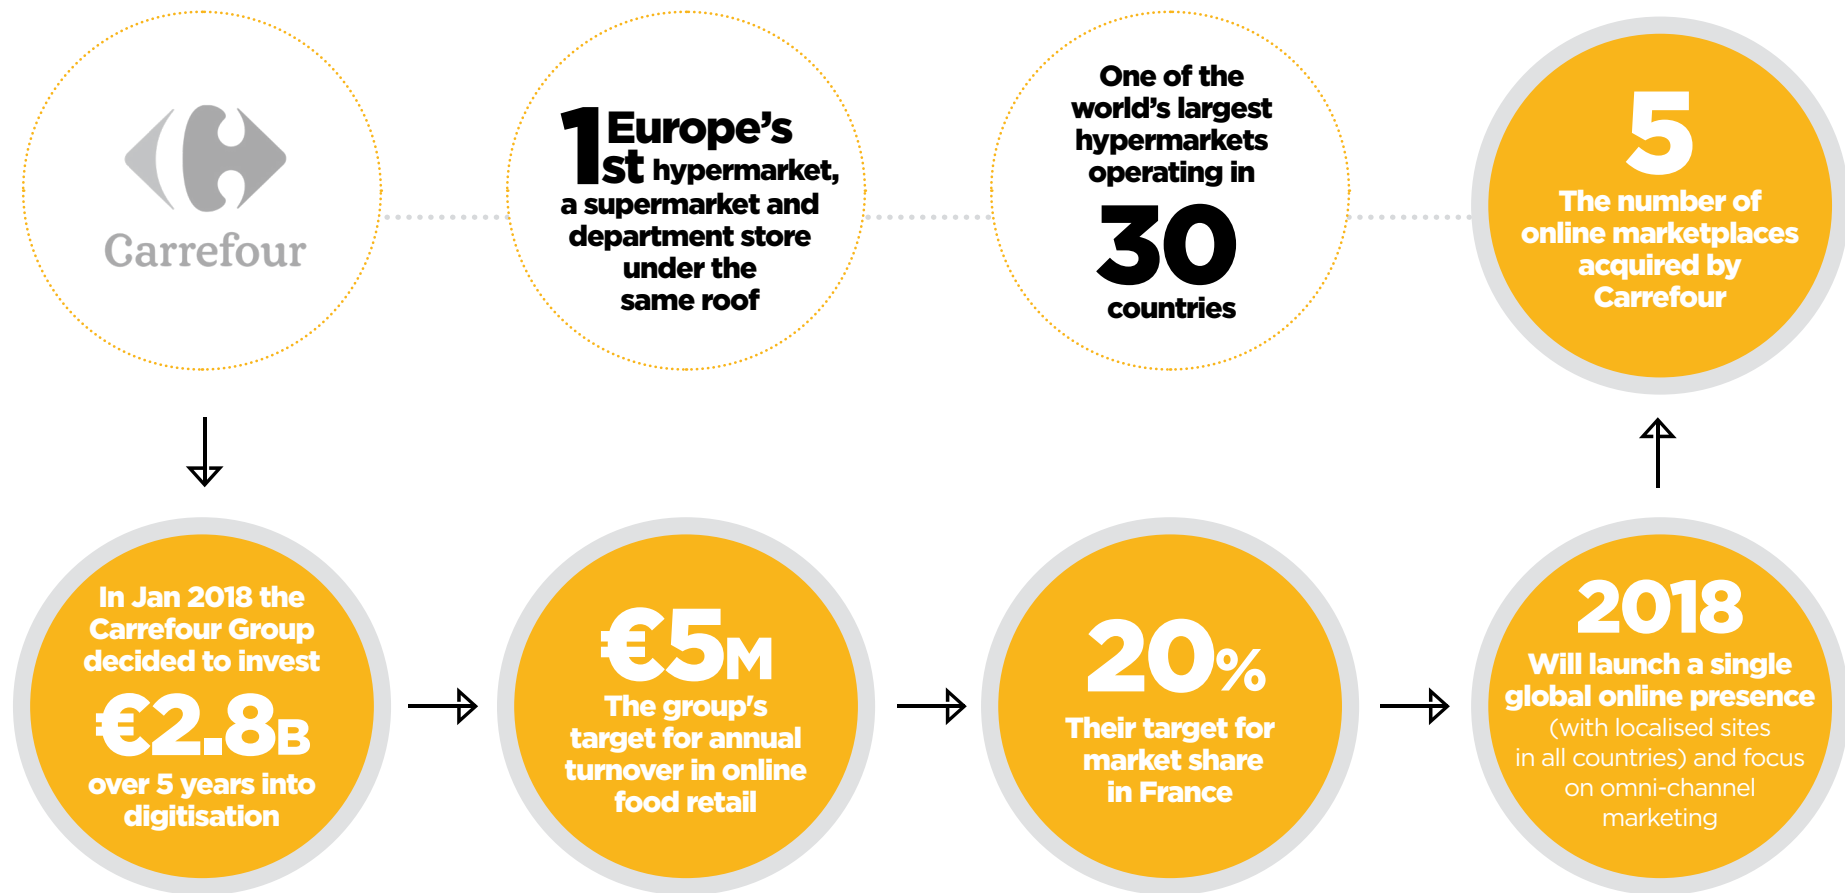 Carrefour
1st Europe's
hypermarket,
a supermarket and
department store
under the
same roof
One of the
world's largest
hypermarkets
operating in
30
countries
5
The number of
online marketplaces
acquired by
Carrefour
In Jan 2018 the
Carrefour Group
decided to invest
€2.8B
over 5 years into
digitisation
€5M
The group's
target for annual
turnover in online
food retail
20%
Their target for
market share
in France
2018
Will launch a single
global online presence
(with localised sites
in all countries) and focus
on omni-channel
marketing